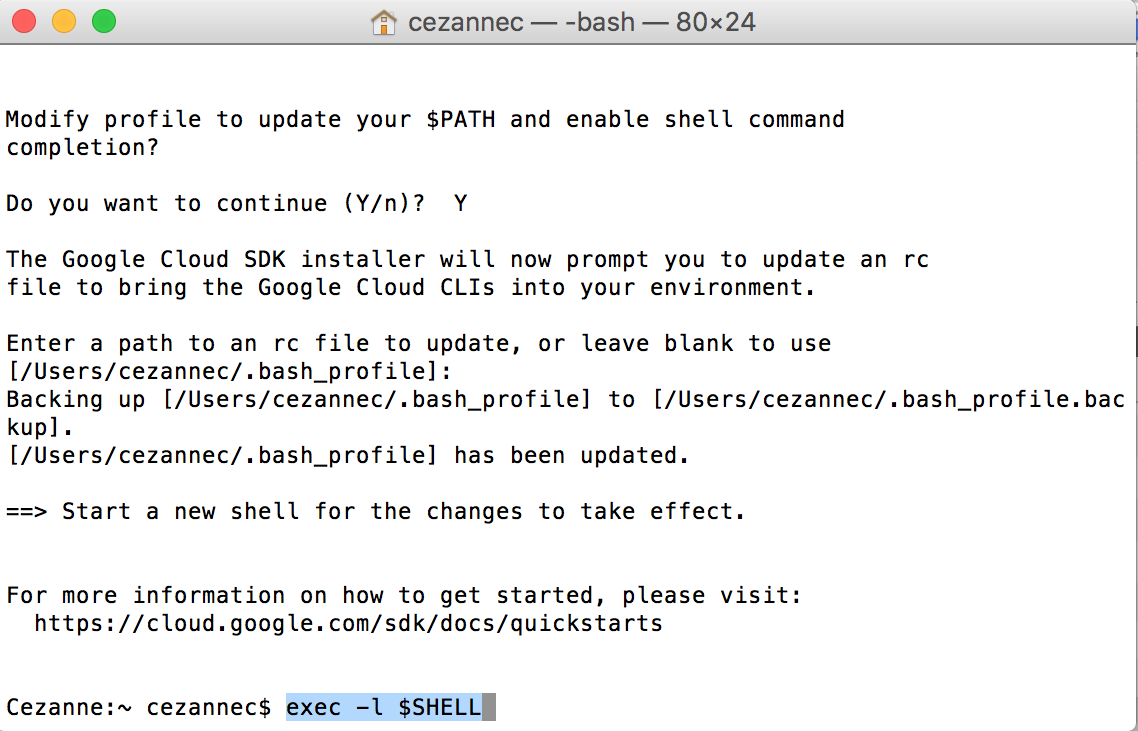 cezannec — -bash — 80×24
Modify profile to update your $PATH and enable shell command
completion?
Do you want to continue (Y/n)?  Y
The Google Cloud SDK installer will now prompt you to update an rc
file to bring the Google Cloud CLIs into your environment.
Enter a path to an rc file to update, or leave blank to use
[/Users/cezannec/.bash_profile]:
Backing up [/Users/cezannec/.bash_profile] to [/Users/cezannec/.bash_profile.bac
kup].
[/Users/cezannec/.bash_profile] has been updated.
==> Start a new shell for the changes to take effect.
For more information on how to get started, please visit:
  https://cloud.google.com/sdk/docs/quickstarts
Cezanne:~ cezannec$ exec -l $SHELL